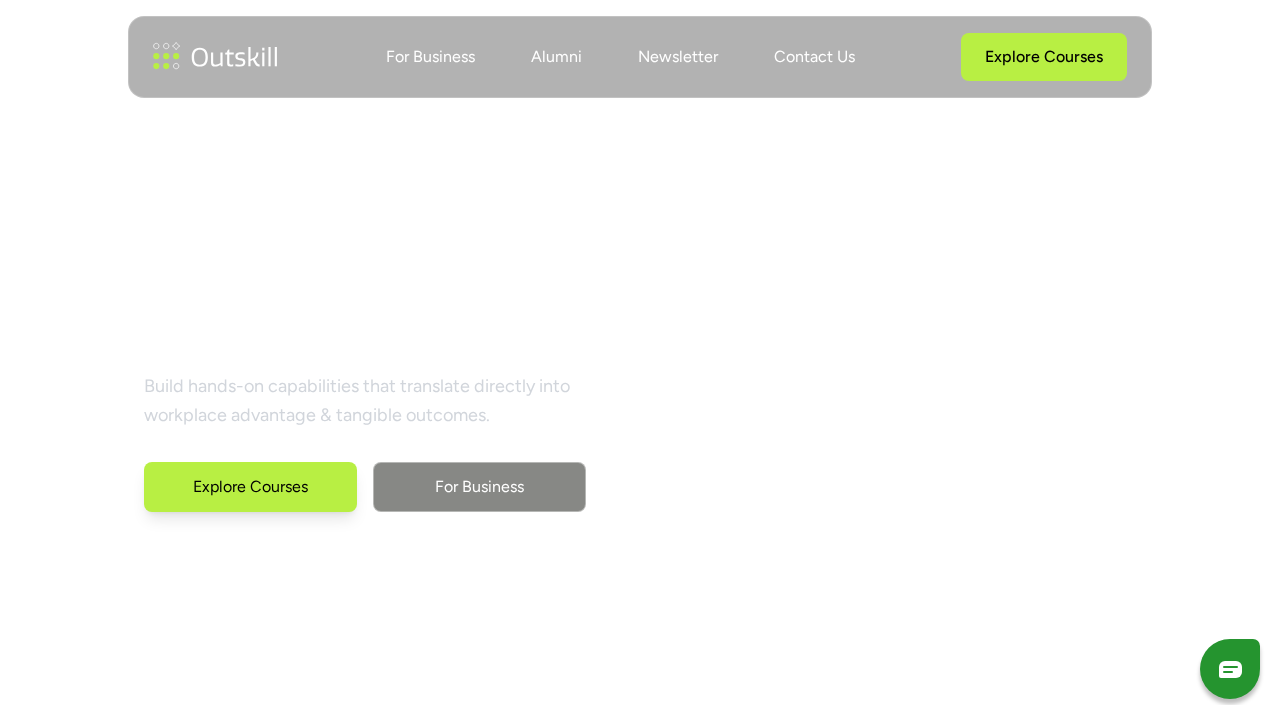 Outskill
For Business
Alumni
Newsletter
Contact Us
Explore Courses
Build hands-on capabilities that translate directly into
workplace advantage & tangible outcomes.
Explore Courses
For Business